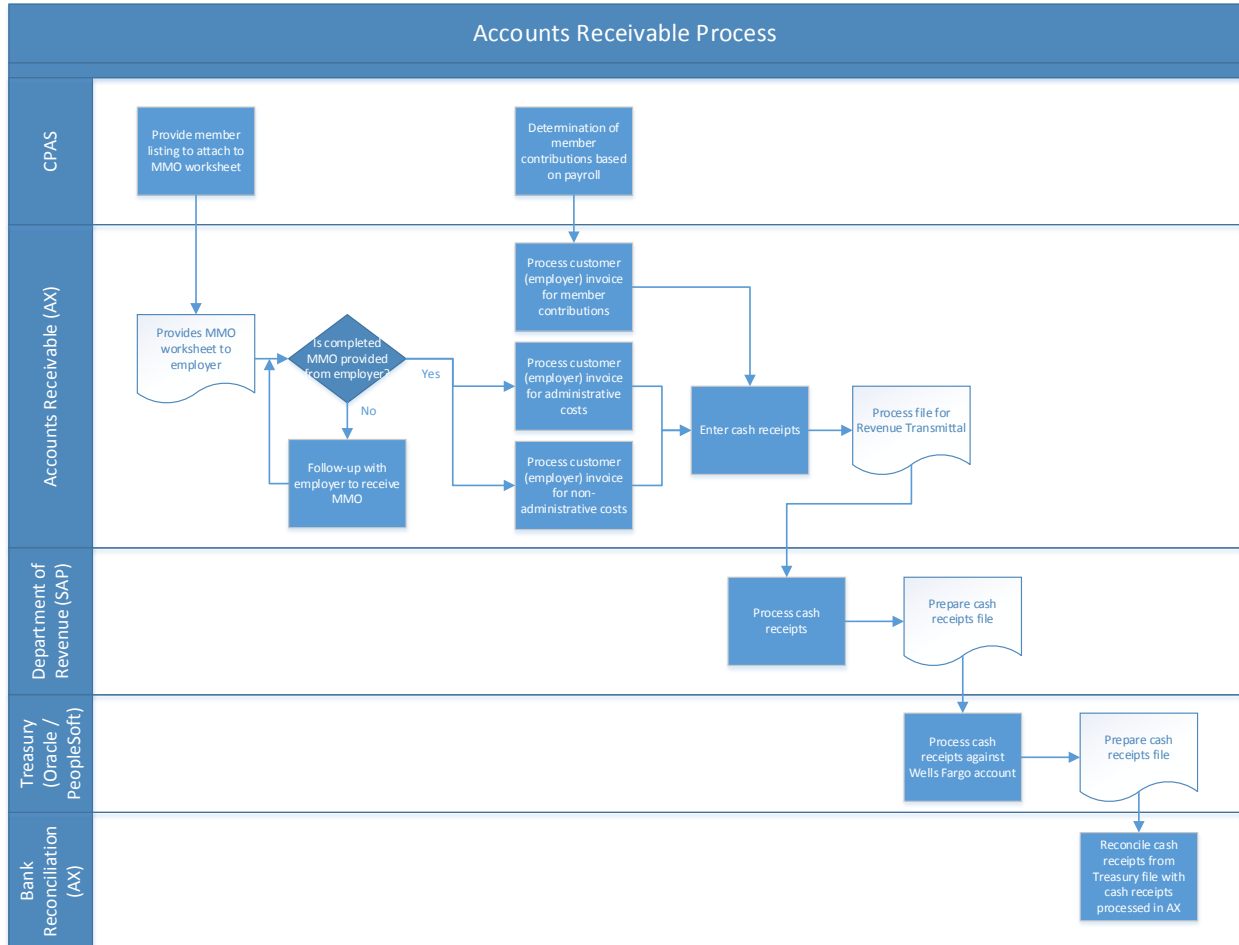 Accounts Receivable Process
CPAS
Provide member
listing to attach to
MMO worksheet
Determination of
member
contributions based
on payroll
Accounts Receivable (AX)
Provides MMO
worksheet to
employer
Is completed
MMO provided
from employer?
Yes
No
Follow-up with
employer to receive
MMO
Process customer
(employer) invoice
for member
contributions
Process customer
(employer) invoice
for administrative
costs
Process customer
(employer) invoice
for non-
administrative costs
Enter cash receipts
Process file for
Revenue Transmittal
Department of
Revenue (SAP)
Process cash
receipts
Prepare cash
receipts file
Treasury
(Oracle /
PeopleSoft)
Process cash
receipts against
Wells Fargo account
Prepare cash
receipts file
Bank
Reconciliation
(AX)
Reconcile cash
receipts from
Treasury file with
cash receipts
processed in AX